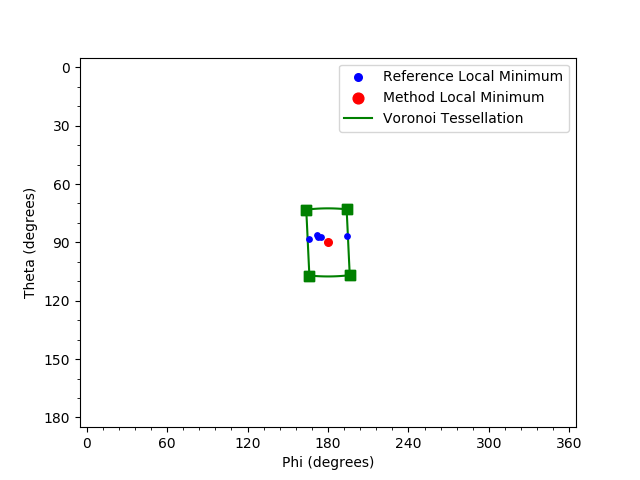 Reference Local Minimum
Method Local Minimum
Voronoi Tessellation
0
30
60
90
120
150
180
Theta (degrees)
0 60 120 180 240 300 360
Phi (degrees)